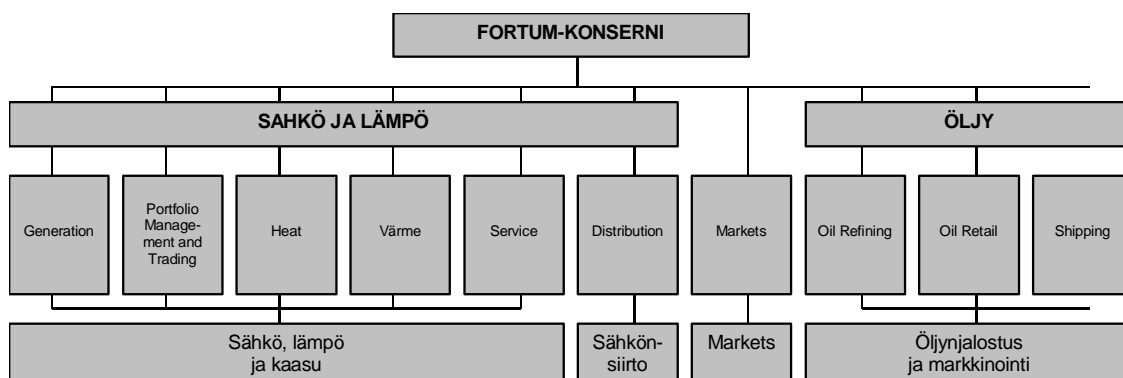 FORTUM-KONSERNI
SAHKÖ JA LÄMPÖ
ÖLJY
Generation
Portfolio
Manage-
ment and
Trading
Heat
Värme
Service
Distribution
Markets
Oil Refining
Oil Retail
Shipping
Sähkö, lämpö
ja kaasu
Sähkön-
siirto
Markets
Öljynjalostus
ja markkinointi